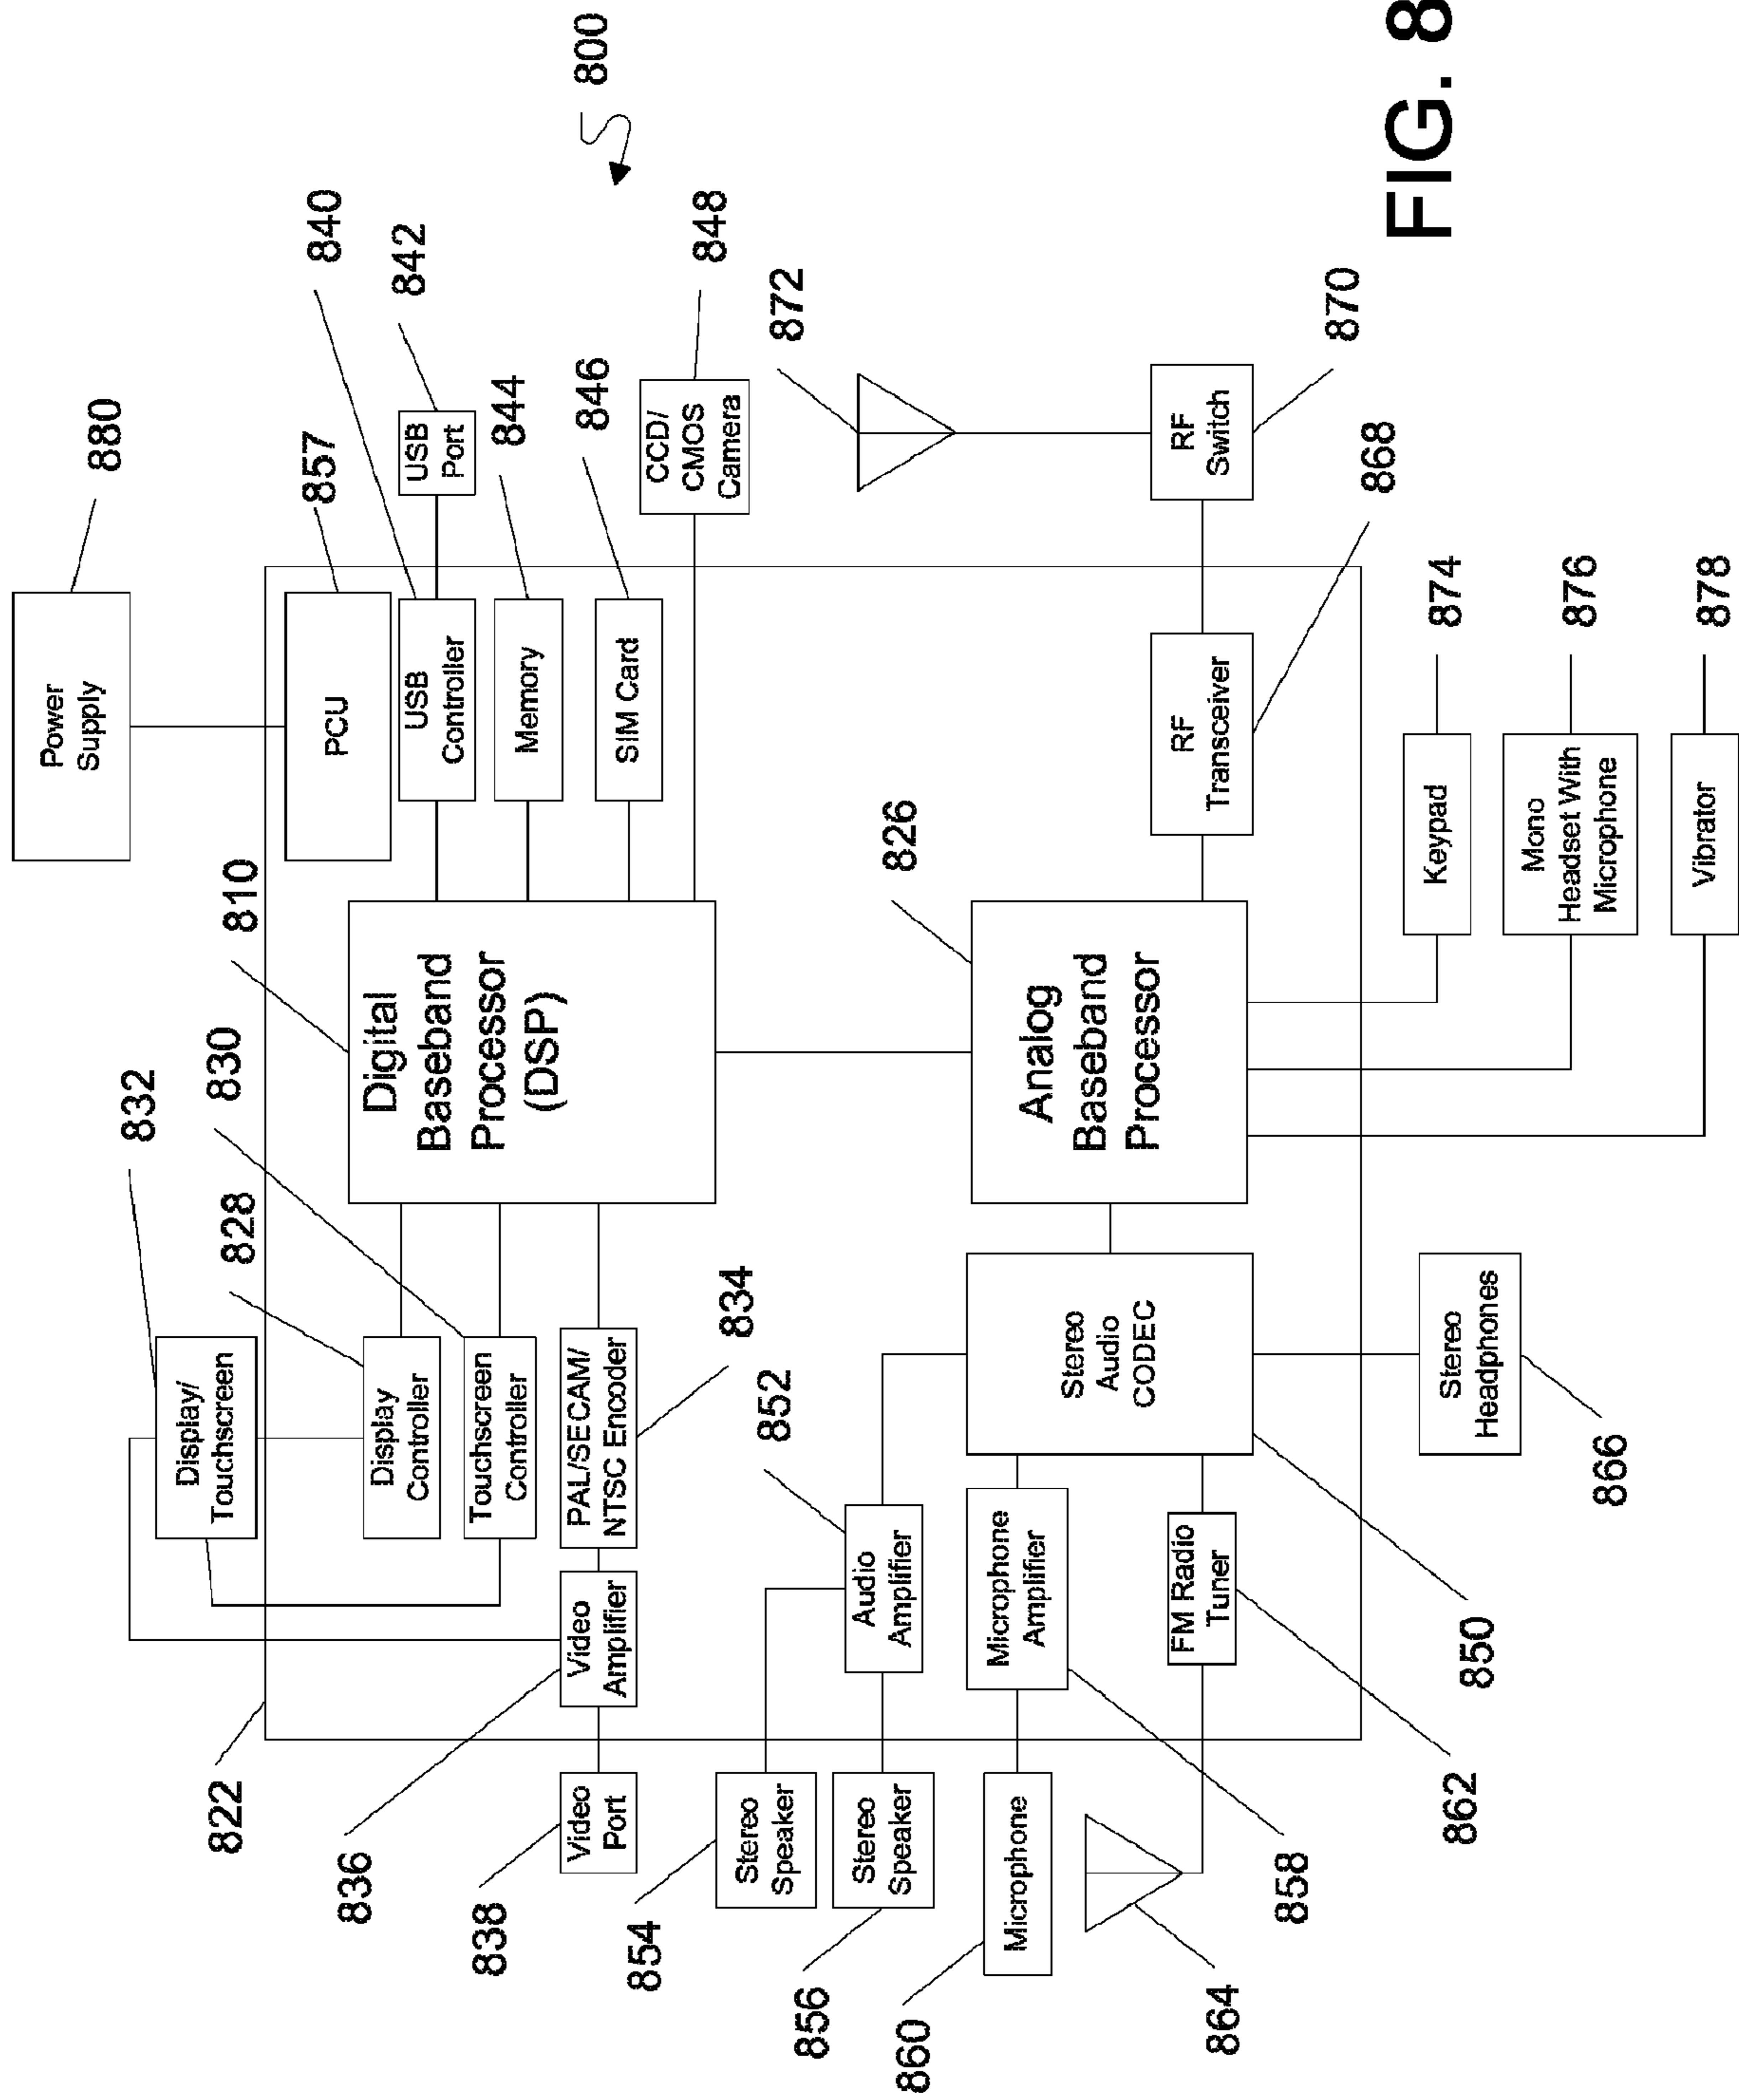 880
Power
Supply
857
PCU
840
842
USB
Controller
USB
Port
844
Memory
846
SIM Card
848
CCD/
CMOS
Camera
800
810
Digital
Baseband
Processor
(DSP)
832
Display/
Touchscreen
830
828
Display
Controller
Touchscreen
Controller
834
PAL/SECAM/
NTSC Encoder
822
836
Video
Amplifier
838
Video
Port
852
Audio
Amplifier
854
Stereo
Speaker
856
Stereo
Speaker
826
Analog
Baseband
Processor
872
870
RF
Switch
868
RF
Transceiver
Stereo
Audio
CODEC
850
Microphone
Amplifier
858
860
Microphone
FM Radio
Tuner
862
864
Stereo
Headphones
866
Keypad
874
Mono
Headset With
Microphone
876
Vibrator
878
FIG. 8